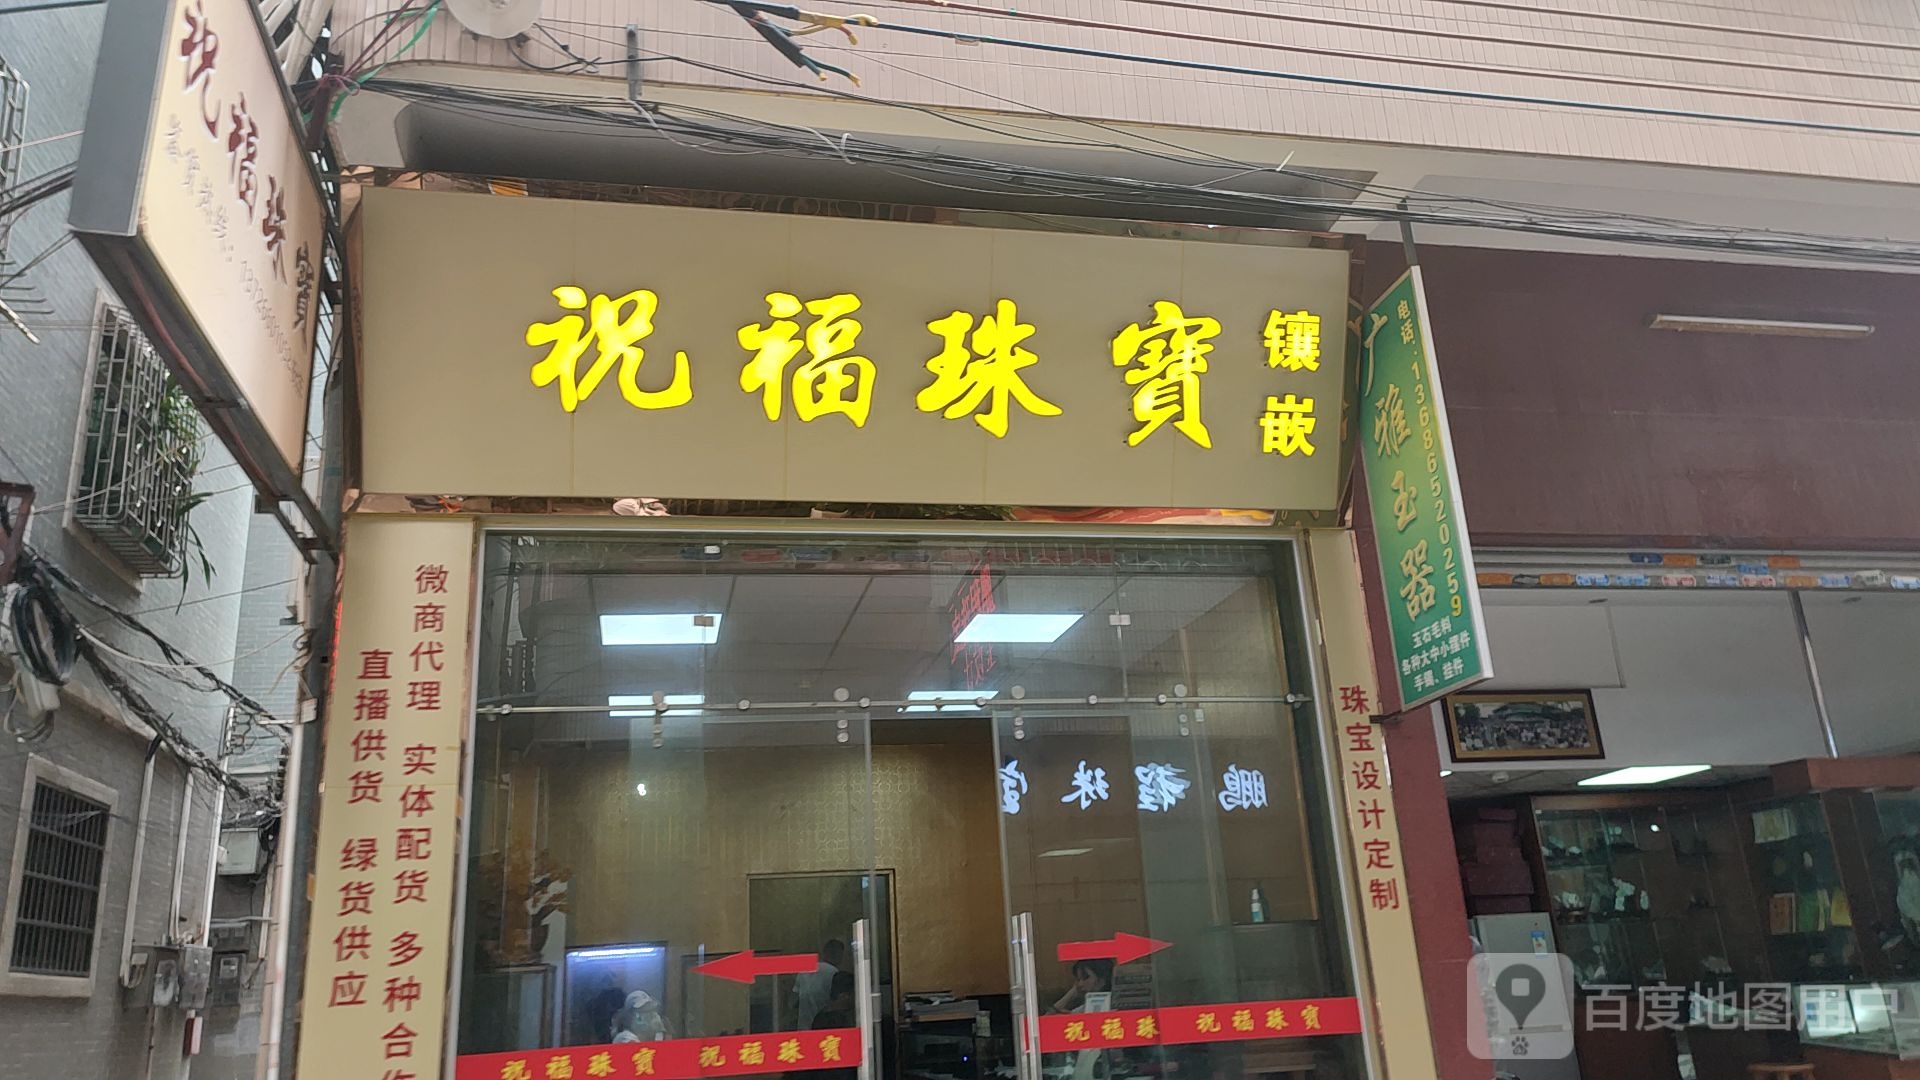 祝福珠寶
祝福珠寶
镶嵌
广雅玉器
电话:13686520259
玉石毛料
各种大中小摆件
手镯、挂件
微商代理 实体配货 多种合作
直播供货 绿货供应
珠宝设计定制
鹏程珠宝
祝福珠寶 祝福珠寶
祝福珠 祝福珠寶
百度地图用户